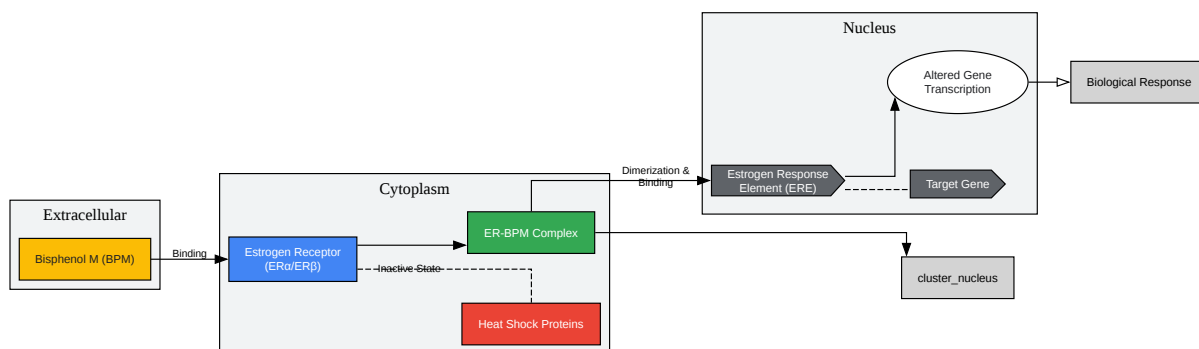 Extracellular
Bisphenol M (BPM)
Binding
Cytoplasm
Estrogen Receptor
(ERα/ERβ)
Inactive State
ER-BPM Complex
Heat Shock Proteins
Dimerization &
Binding
Nucleus
Estrogen Response
Element (ERE)
Target Gene
Altered Gene
Transcription
Biological Response
cluster_nucleus